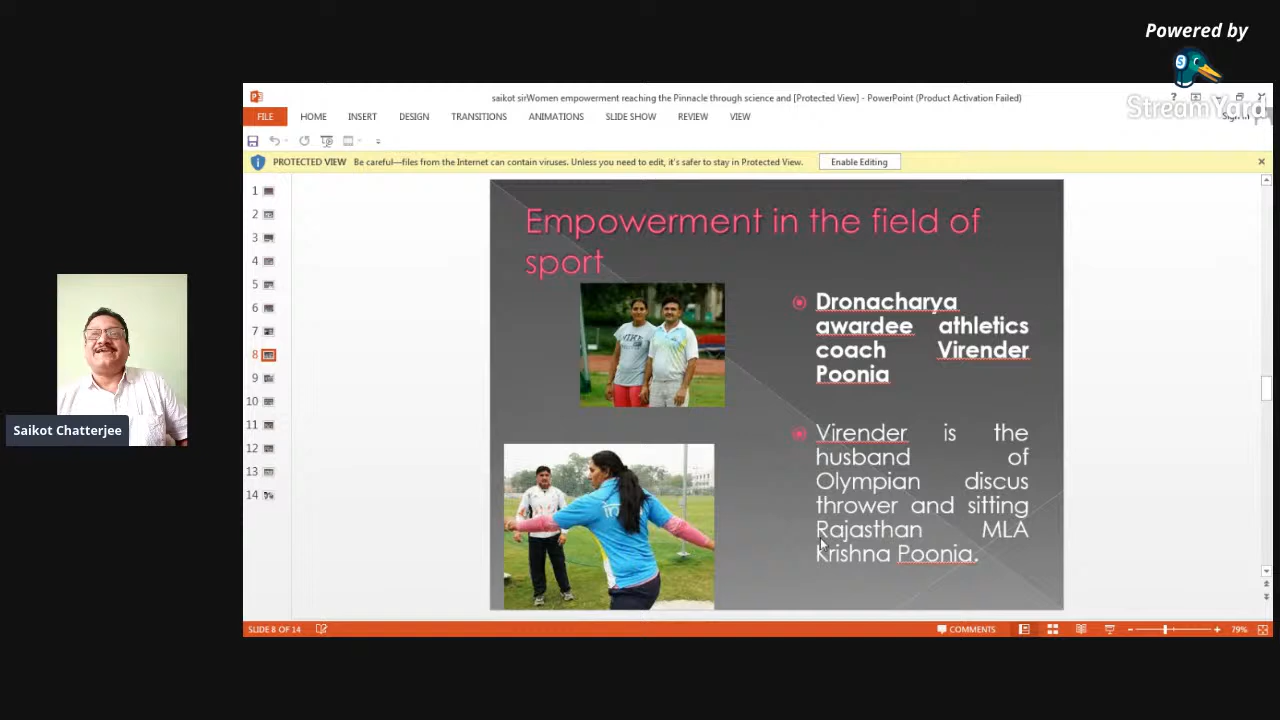 Powered by
S
StreamYard
saikot sirWomen empowerment reaching the Pinnacle through science and [Protected View] - PowerPoint (Product Activation Failed)
FILE HOME INSERT DESIGN TRANSITIONS ANIMATIONS SLIDE SHOW REVIEW VIEW
Sign in
PROTECTED VIEW Be careful—files from the Internet can contain viruses. Unless you need to edit, it's safer to stay in Protected View. Enable Editing
1
2
3
4
5
6
7
8
9
10
11
12
13
14
Empowerment in the field of
sport
Dronacharya
awardee athletics
coach Virender
Poonia
Virender is the
husband of
Olympian discus
thrower and sitting
Rajasthan MLA
Krishna Poonia.
Saikot Chatterjee
SLIDE 8 OF 14 COMMENTS 79%